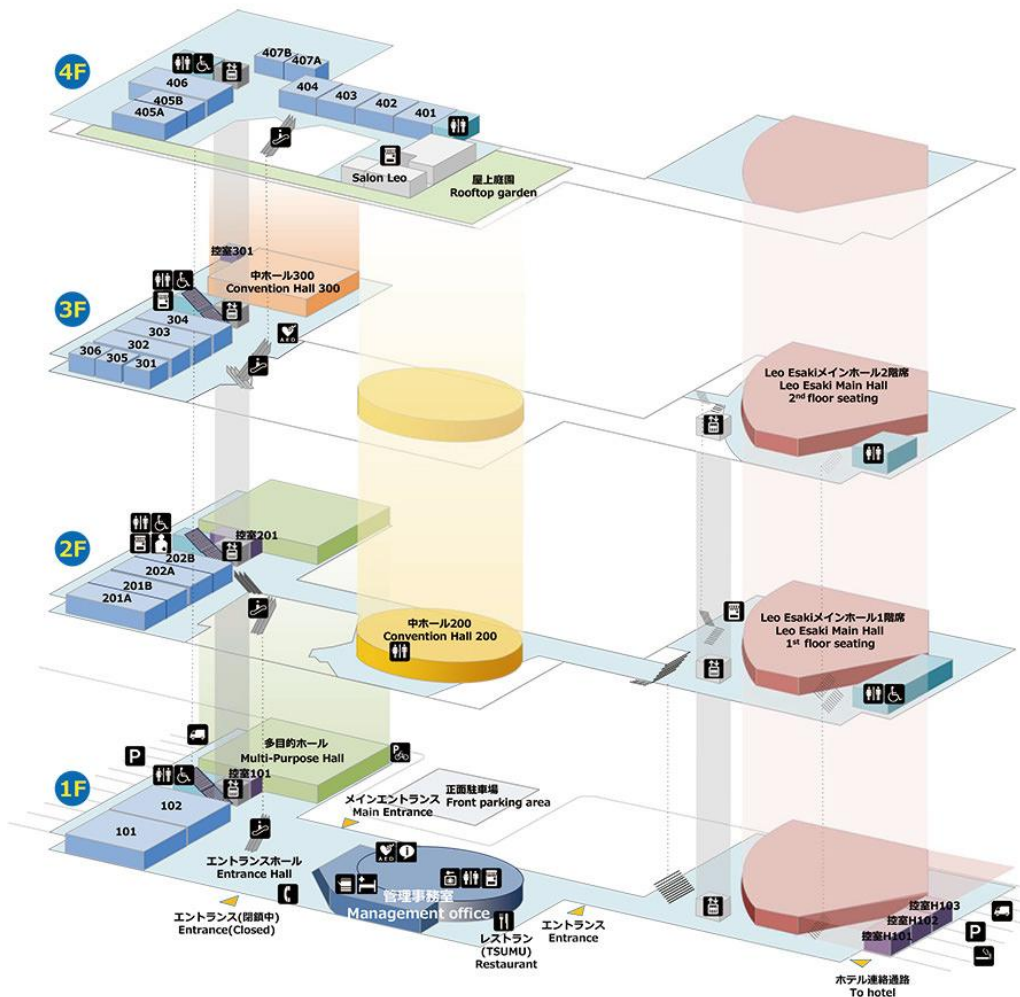 4F
407B
407A
406
405B
405A
404
403
402
401
Salon Leo
屋上庭園
Rooftop garden
控室301
中ホール300
Convention Hall 300
3F
304
303
302
306
305
301
AED
Leo Esakiメインホール2階席
Leo Esaki Main Hall
2nd floor seating
控室201
2F
202B
202A
201B
201A
中ホール200
Convention Hall 200
Leo Esakiメインホール1階席
Leo Esaki Main Hall
1st floor seating
P
多目的ホール
Multi-Purpose Hall
P
控室101
1F
102
101
正面駐車場
Front parking area
メインエントランス
Main Entrance
エントランスホール
Entrance Hall
AED
i
管理事務室
Management office
エントランス(閉鎖中)
Entrance(Closed)
レストラン
(TSUMU)
Restaurant
エントランス
Entrance
控室H103
控室H102
控室H101
P
ホテル連絡通路
To hotel